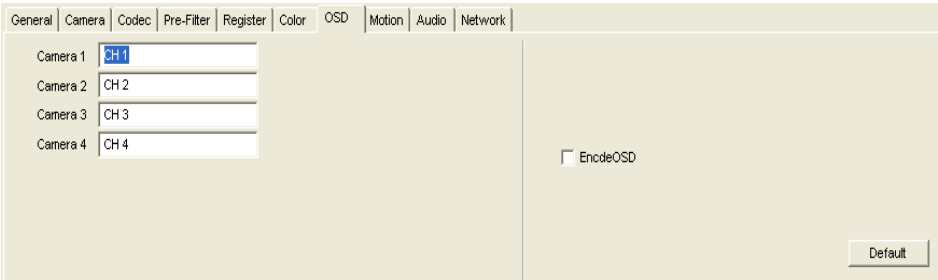 General Camera Codec Pre-Filter Register Color OSD Motion Audio Network
Camera 1 CH 1
Camera 2 CH 2
Camera 3 CH 3
Camera 4 CH 4
EncdeOSD
Default